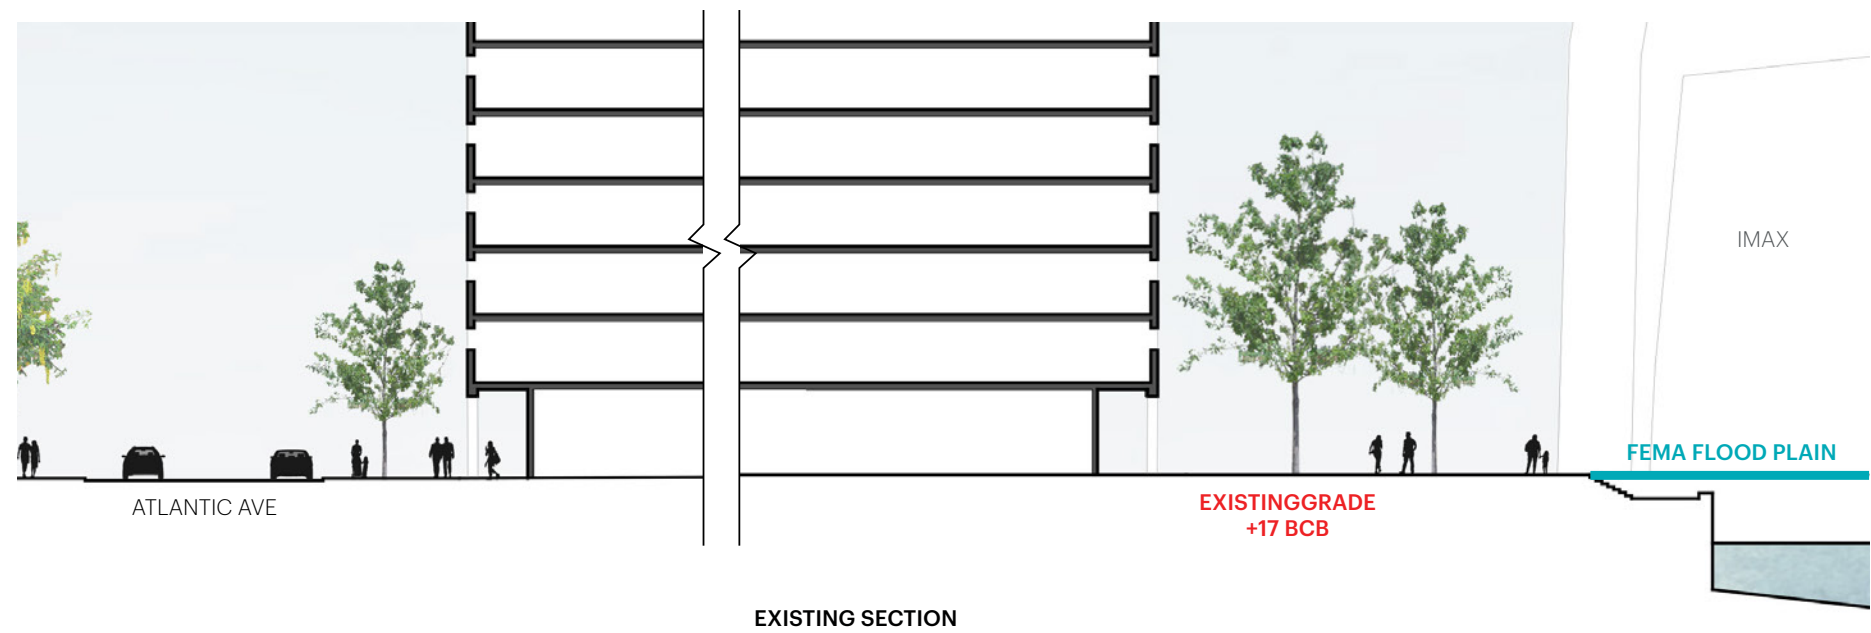 IMAX
FEMA FLOOD PLAIN
ATLANTIC AVE
EXISTINGGRADE
+17 BCB
EXISTING SECTION